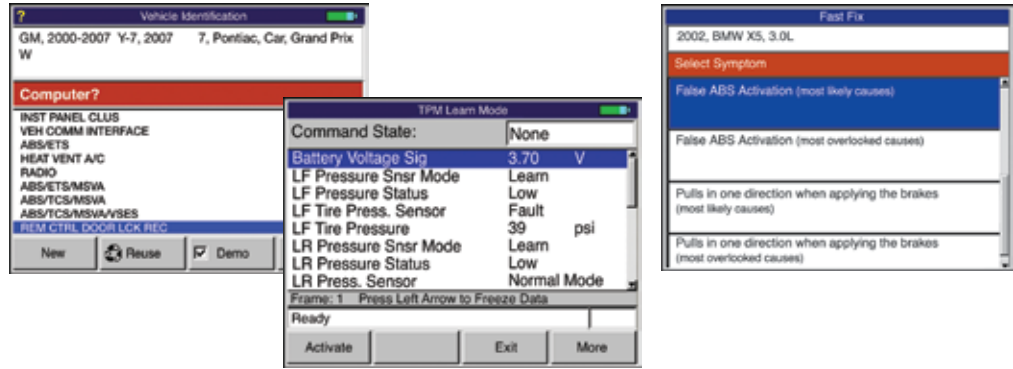 ?
Vehicle Identification
GM, 2000-2007 Y-7, 2007 7, Pontiac, Car, Grand Prix
W
Computer?
INST PANEL CLUS
VEH COMM INTERFACE
ABS/ETS
HEAT VENT A/C
RADIO
ABS/ETS/MSVA
ABS/TCS/MSVA
ABS/TCS/MSVA/VSES
REM CTRL DOOR LCK REC
New Reuse Demo
TPM Learn Mode
Command State: None
Battery Voltage Sig 3.70 V
LF Pressure Snsr Mode Learn
LF Pressure Status Low
LF Tire Press. Sensor Fault
LF Tire Pressure 39 psi
LR Pressure Snsr Mode Learn
LR Pressure Status Low
LR Press. Sensor Normal Mode
Frame: 1 Press Left Arrow to Freeze Data
Ready
Activate Exit More
Fast Fix
2002, BMW X5, 3.0L
Select Symptom
False ABS Activation (most likely causes)
False ABS Activation (most overlooked causes)
Pulls in one direction when applying the brakes
(most likely causes)
Pulls in one direction when applying the brakes
(most overlooked causes)